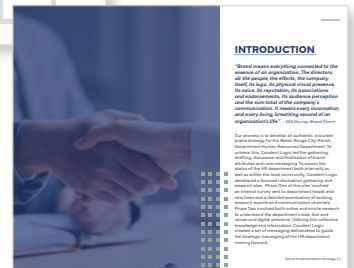 Introduction
INTRODUCTION
"Brand means everything connected to the
essence of an organization. The directors,
all the people, the efforts, the company
itself, its logo, its physical visual presence,
its voice, its reputation, its associations
and endorsements, its audience perception
and the sum total of the company's
communication. It means every incarnation,
and every living, breathing second of an
organization's life." - Will Murray, Brand Storm
Our process is to develop an authentic, accurate
brand strategy for the Baton Rouge City-Parish
Government Human Resources Department. To
achieve this, Covalent Logic led the gathering,
drafting, discussion and finalization of brand
attitudes and core messaging. To assess the
status of the HR department both internally as
well as within the local community, Covalent Logic
developed a focused information gathering and
research plan. Phase One of this plan involved
an internal survey sent to department heads and
new hires and a detailed examination of existing
research reports and communication channels.
Phase Two involved both online and onsite research
to understand the department's look, feel and
voice and digital presence. Utilizing this collective
knowledge and information, Covalent Logic
created a set of messaging deliverables to guide
the strategic messaging of the HR department
moving forward.
Brand Implementation Strategy | 3